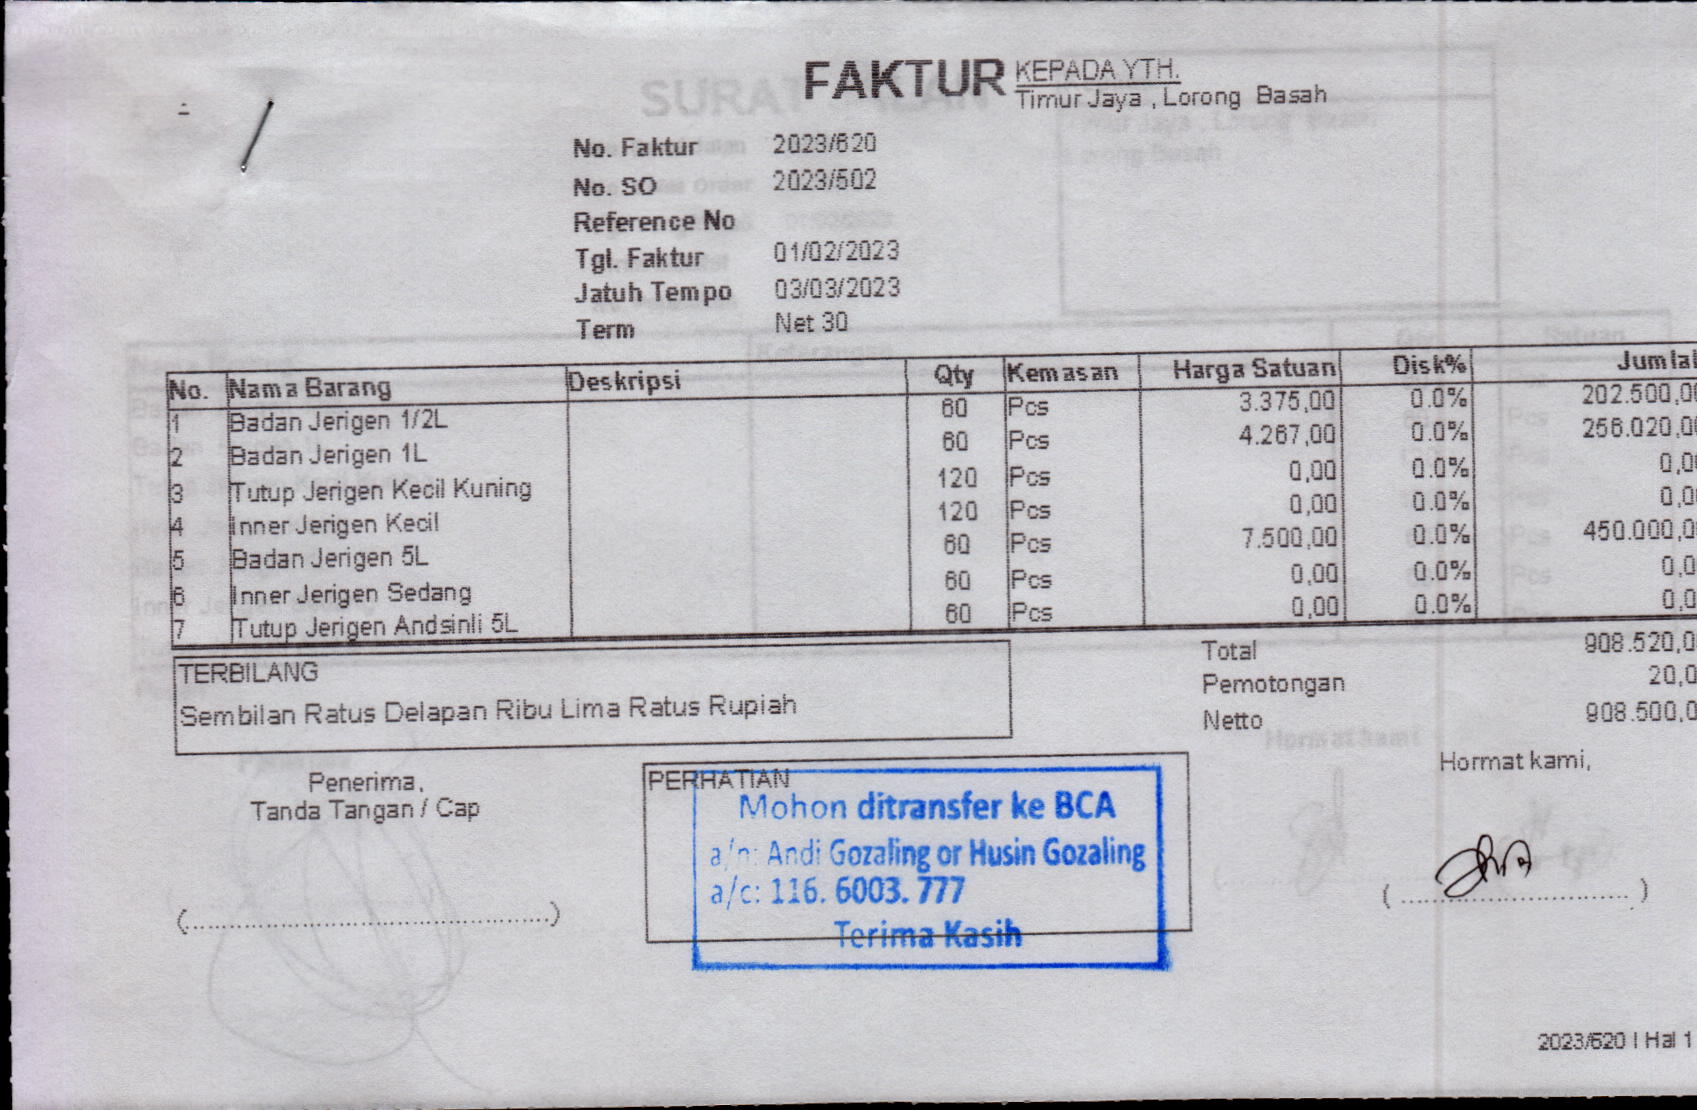 FAKTUR KEPADA YTH.
Timur Jaya , Lorong Basah
No. Faktur 2023/620
No. SO 2023/502
Reference No
Tgl. Faktur 01/02/2023
Jatuh Tempo 03/03/2023
Term Net 30
No. Nama Barang Deskripsi Qty Kemasan Harga Satuan Disk% Jumlah
1 Badan Jerigen 1/2L 60 Pcs 3.375,00 0.0% 202.500,00
2 Badan Jerigen 1L 60 Pcs 4.267,00 0.0% 256.020,00
3 Tutup Jerigen Kecil Kuning 120 Pcs 0,00 0.0% 0,00
4 Inner Jerigen Kecil 120 Pcs 0,00 0.0% 0,00
5 Badan Jerigen 5L 60 Pcs 7.500,00 0.0% 450.000,0
6 Inner Jerigen Sedang 60 Pcs 0,00 0.0% 0,0
7 Tutup Jerigen Andsinli 5L 60 Pcs 0,00 0.0% 0,0
Total 908.520,0
Pemotongan 20,0
Netto 908.500,0
TERBILANG
Sembilan Ratus Delapan Ribu Lima Ratus Rupiah
Penerima,
Tanda Tangan / Cap
(........................................................)
PERHATIAN
Mohon ditransfer ke BCA
a/n: Andi Gozaling or Husin Gozaling
a/c: 116. 6003. 777
Terima Kasih
Hormat kami,
(...................................)
2023/620 | Hal 1